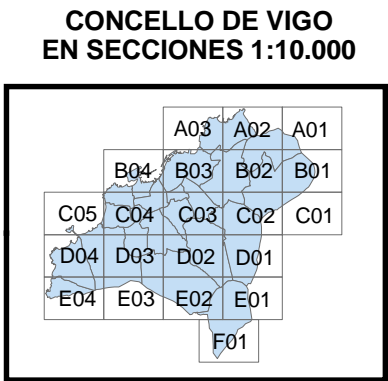 CONCELLO DE VIGO
EN SECCIONES 1:10.000
A03 A02 A01
B04 B03 B02 B01
C05 C04 C03 C02 C01
D04 D03 D02 D01
E04 E03 E02 E01
F01